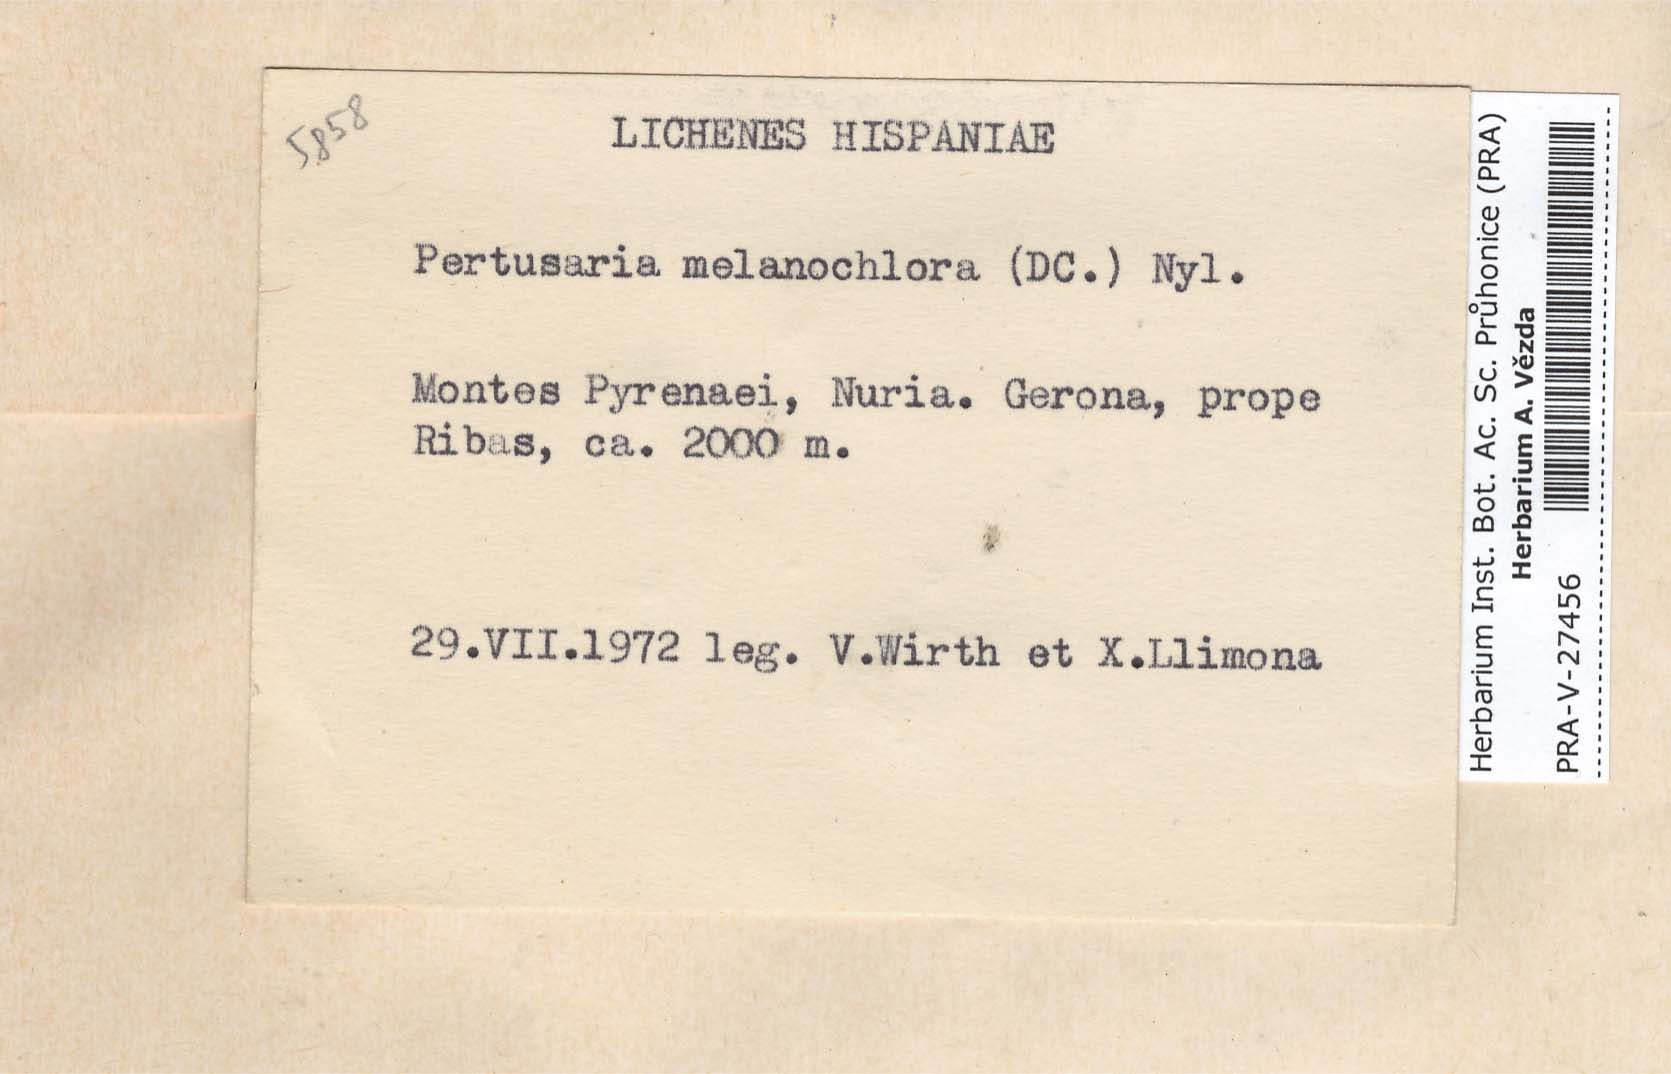 5858
LICHENES HISPANIAE
Pertusaria melanochlora (DC.) Nyl.
Montes Pyrenaei, Nuria. Gerona, prope
Ribas, ca. 2000 m.
29.VII.1972 leg. V.Wirth et X.Llimona
Herbarium Inst. Bot. Ac. Sc. Průhonice (PRA)
Herbarium A. Vězda
PRA-V-27456